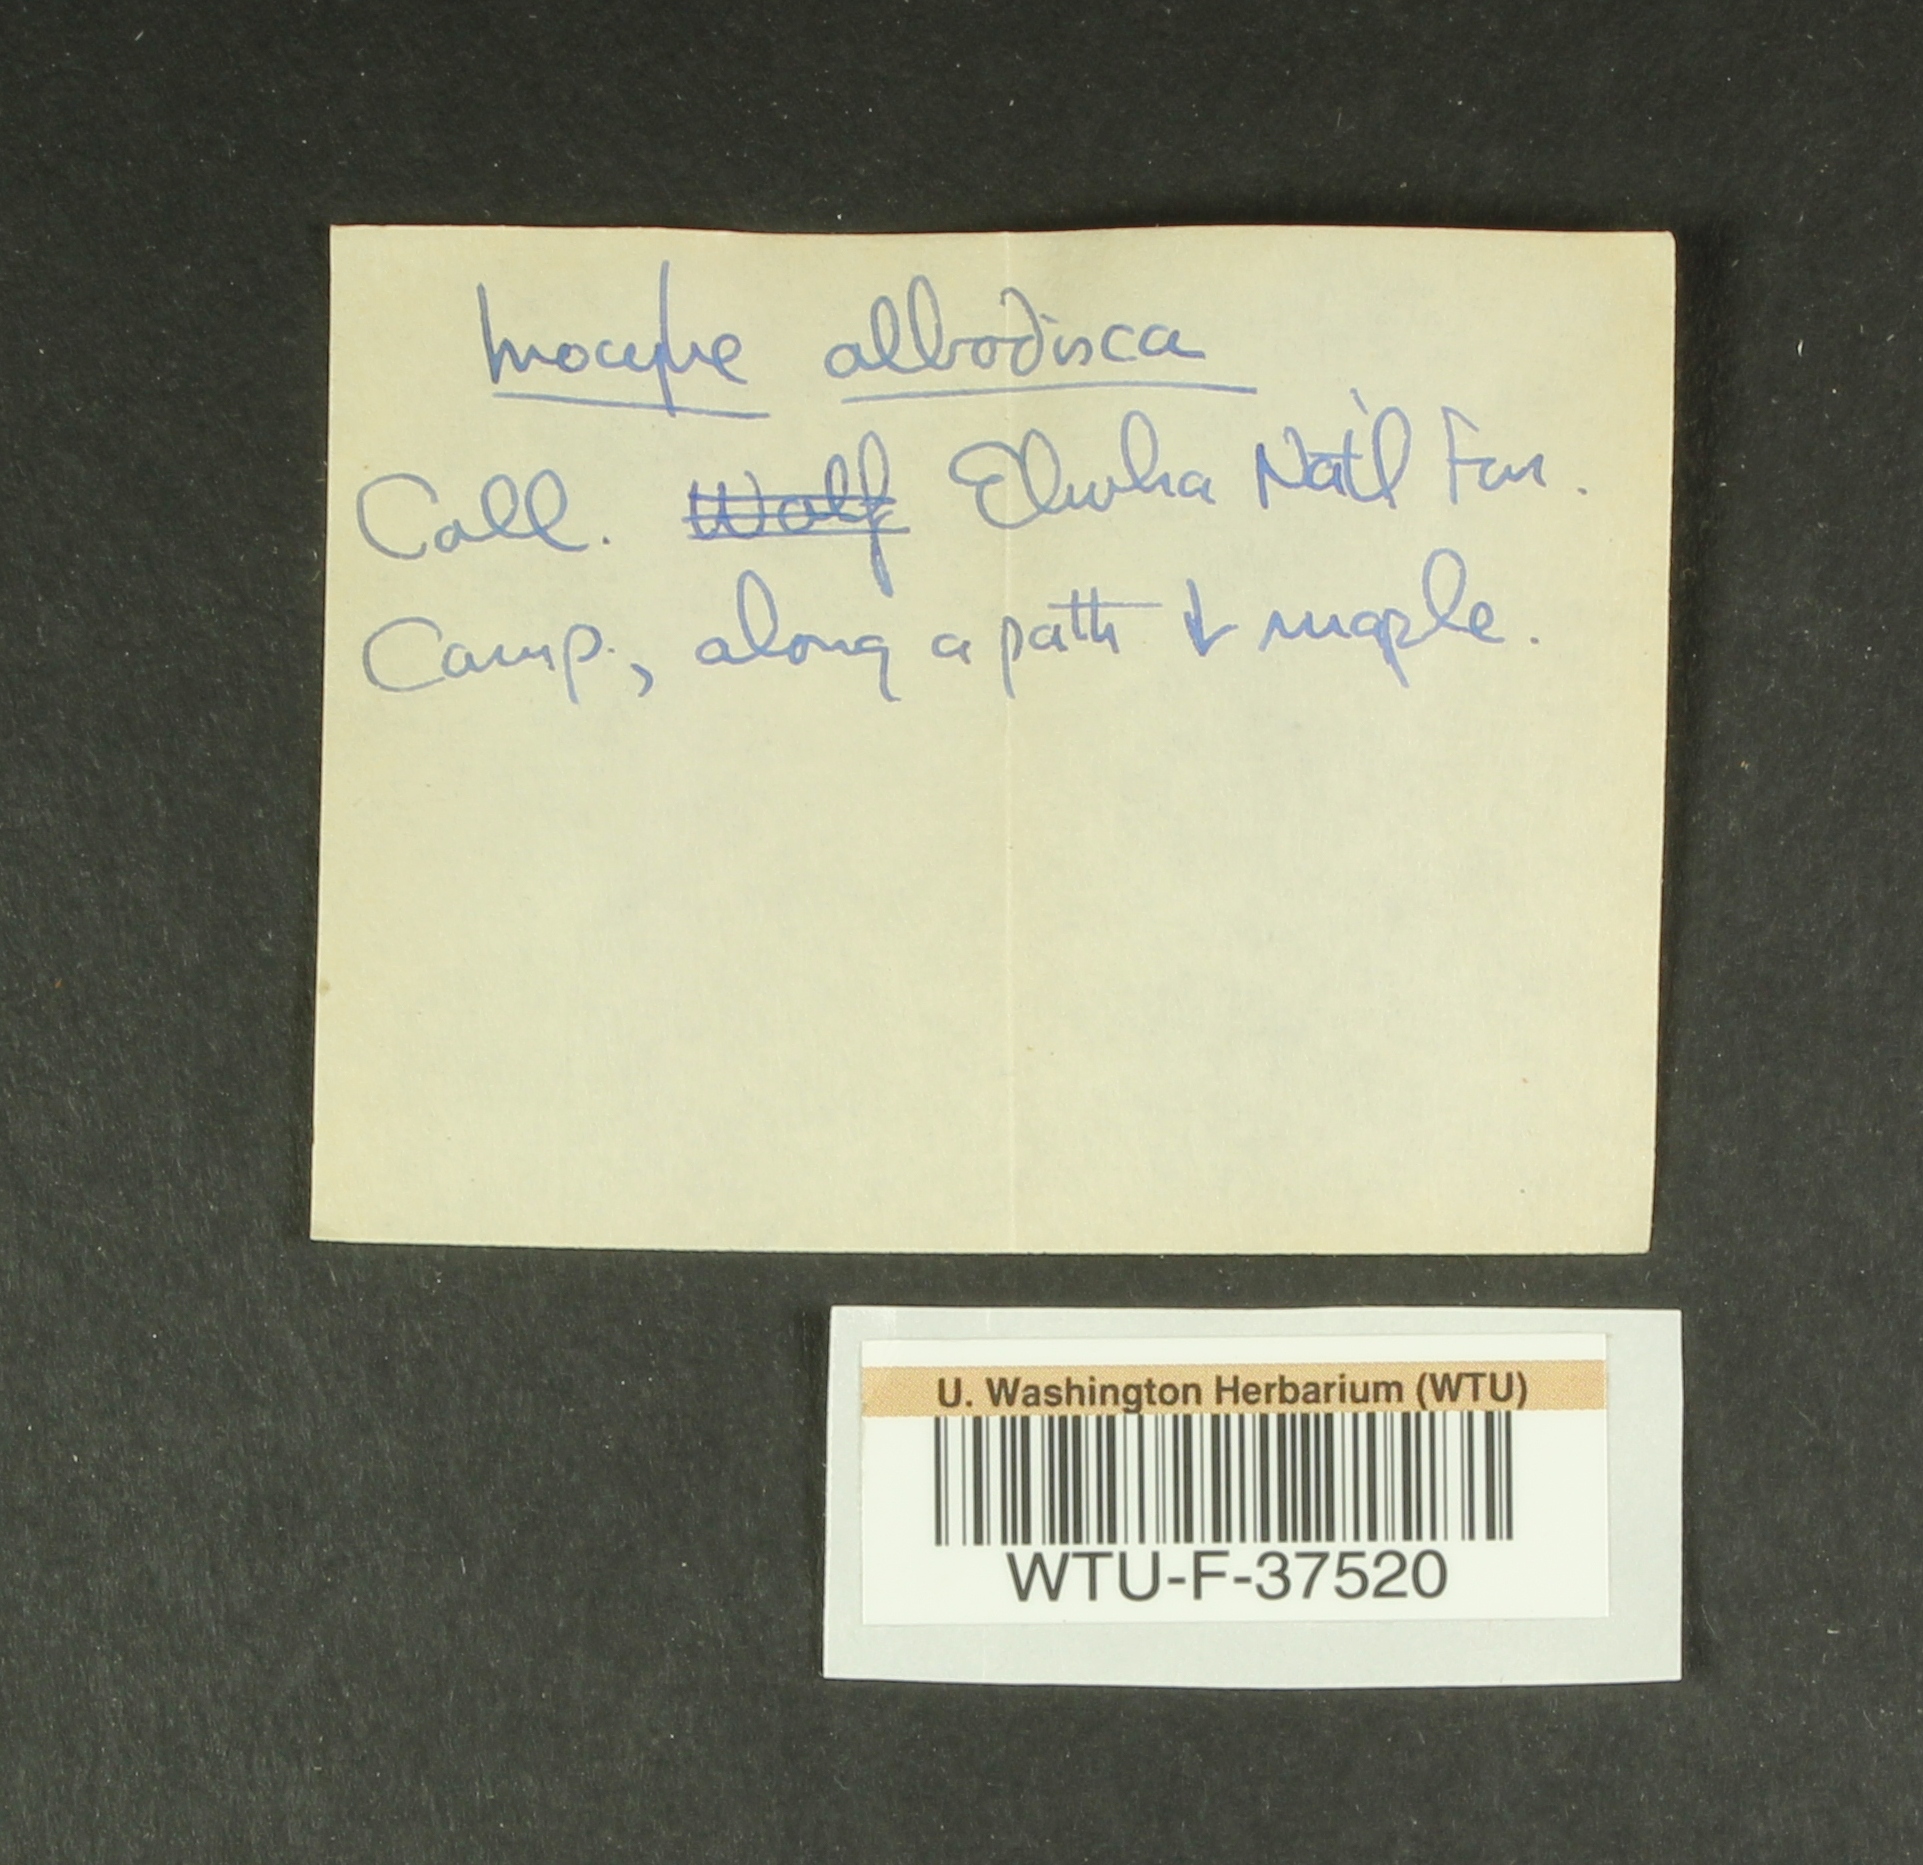 Inocybe albodisca
Coll. Wolf Elwha Nat'l For.
Camp., along a path ↓ maple.
U. Washington Herbarium (WTU)
WTU-F-37520